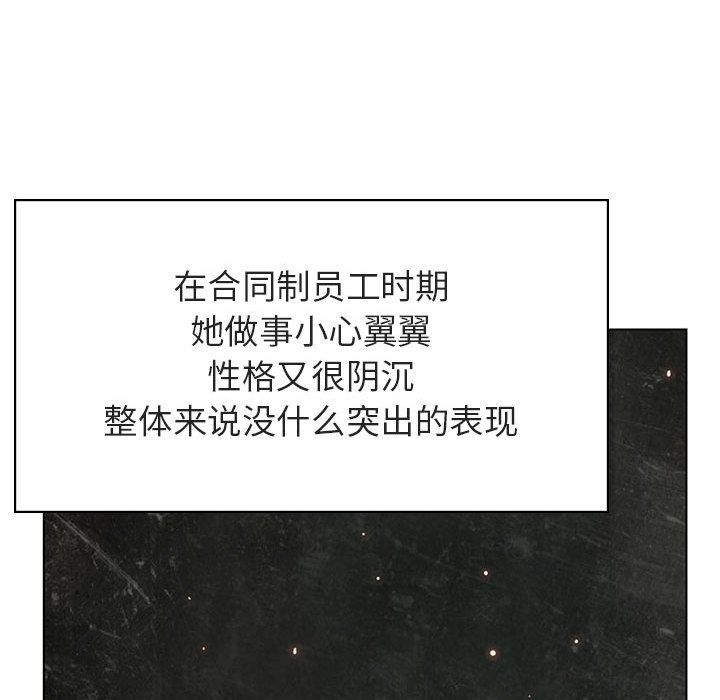 在合同制员工时期
她做事小心翼翼
性格又很阴沉
整体来说没什么突出的表现